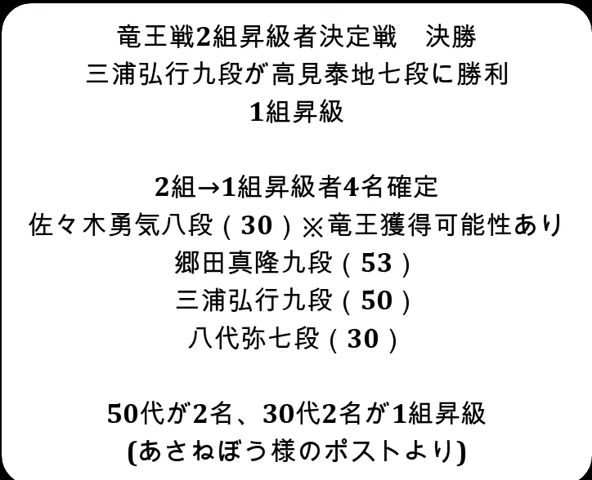 竜王戦2組昇級者決定戦　決勝
三浦弘行九段が高見泰地七段に勝利
1組昇級
2組→1組昇級者4名確定
佐々木勇気八段(30)※竜王獲得可能性あり
郷田真隆九段(53)
三浦弘行九段(50)
八代弥七段(30)
50代が2名、30代2名が1組昇級
(あさねぼう様のポストより)